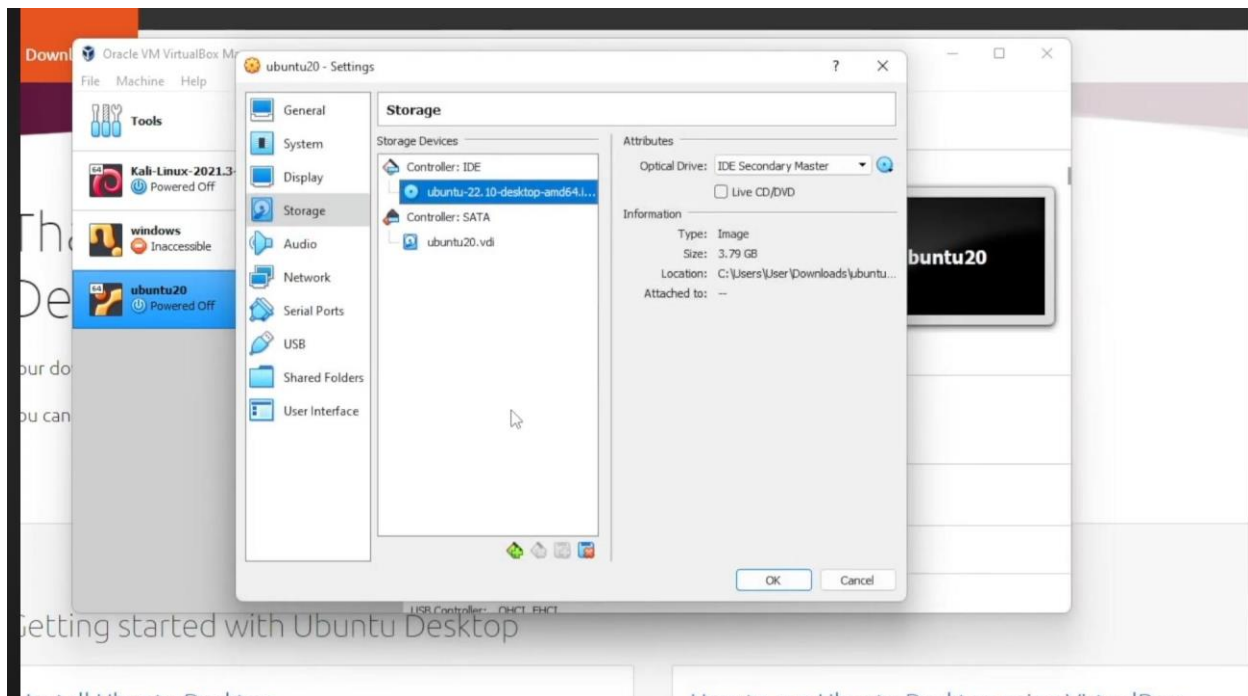 Downl
Oracle VM VirtualBox Ma
File Machine Help
Tools
64
Kali-Linux-2021.3-
Powered Off
windows
Inaccessible
64
ubuntu20
Powered Off
ubuntu20 - Settings
General
System
Display
Storage
Audio
Network
Serial Ports
USB
Shared Folders
User Interface
Storage
Storage Devices
Controller: IDE
ubuntu-22.10-desktop-amd64.i...
Controller: SATA
ubuntu20.vdi
Attributes
Optical Drive: IDE Secondary Master
Live CD/DVD
Information
Type: Image
Size: 3.79 GB
Location: C:\Users\User\Downloads\ubuntu...
Attached to: --
OK Cancel
buntu20
USB Controller: OHCI, EHCI
Tha
De
our do
ou can
Getting started with Ubuntu Desktop